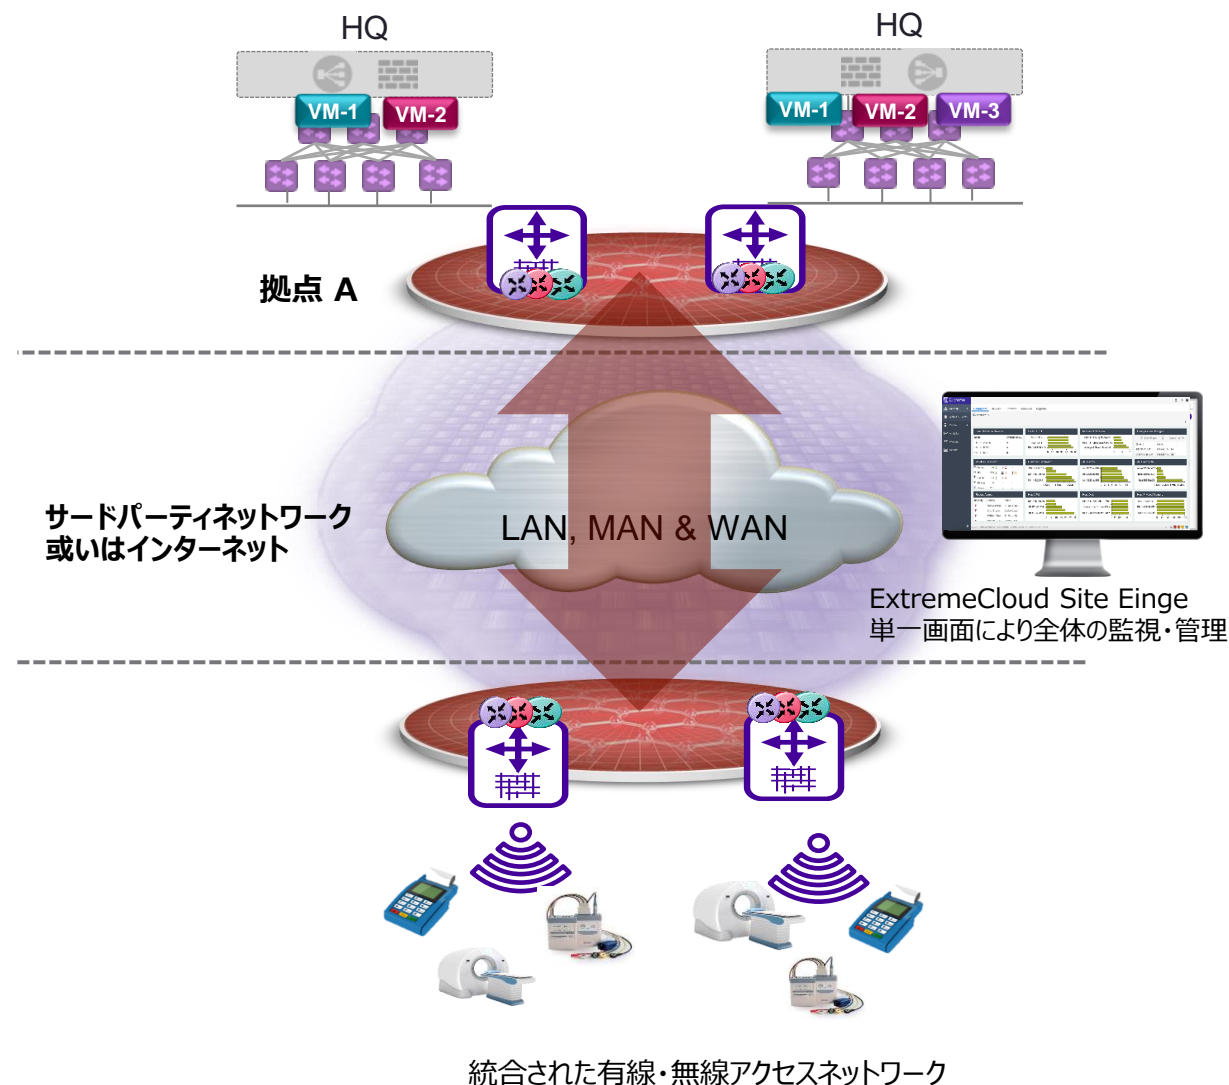 HQ
HQ
VM-1
VM-2
VM-1
VM-2
VM-3
拠点 A
サードパーティネットワーク
或いはインターネット
LAN, MAN & WAN
ExtremeCloud Site Einge
単一画面により全体の監視・管理
統合された有線・無線アクセスネットワーク